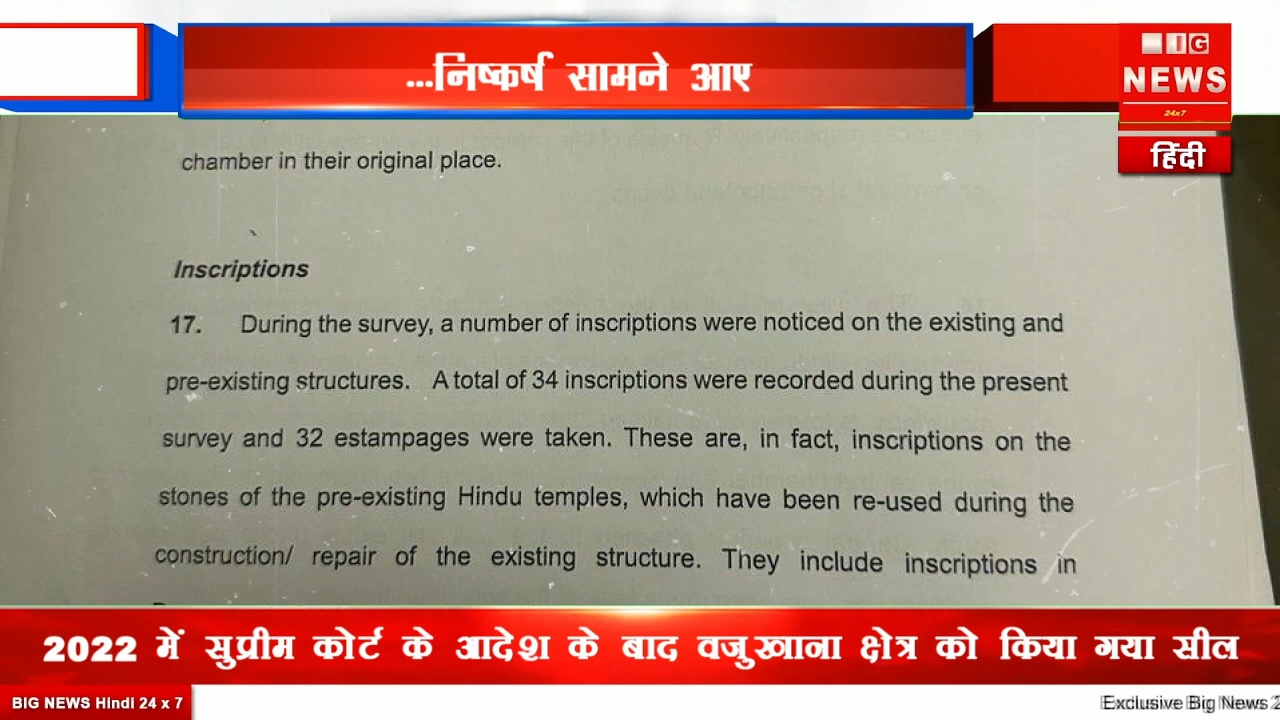 ...निष्कर्ष सामने आए
BIG
NEWS
24x7
हिंदी
chamber in their original place.
Inscriptions
17. During the survey, a number of inscriptions were noticed on the existing and
pre-existing structures. A total of 34 inscriptions were recorded during the present
survey and 32 estampages were taken. These are, in fact, inscriptions on the
stones of the pre-existing Hindu temples, which have been re-used during the
construction/ repair of the existing structure. They include inscriptions in
2022 में सुप्रीम कोर्ट के आदेश के बाद वजुखाना क्षेत्र को किया गया सील
BIG NEWS Hindi 24 x 7
Exclusive Big News 2